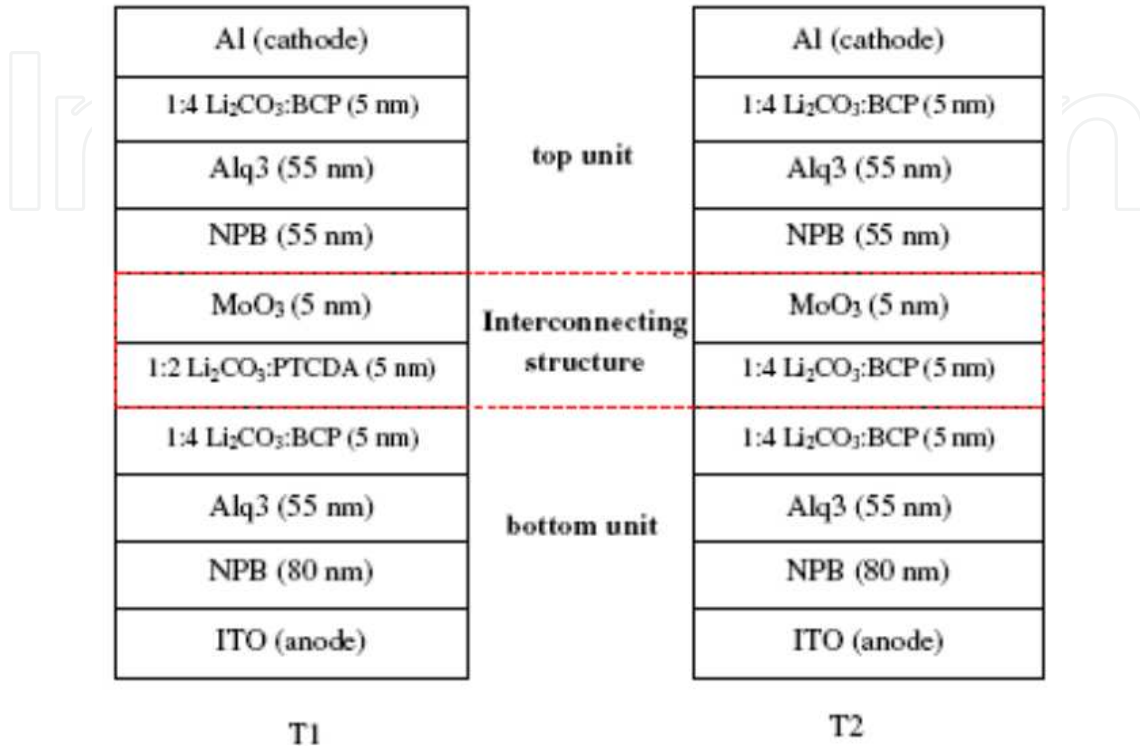 Al (cathode)
1:4 Li₂CO₃:BCP (5 nm)
Alq3 (55 nm)
NPB (55 nm)
MoO₃ (5 nm)
1:2 Li₂CO₃:PTCDA (5 nm)
1:4 Li₂CO₃:BCP (5 nm)
Alq3 (55 nm)
NPB (80 nm)
ITO (anode)
T1
top unit
Interconnecting
structure
bottom unit
Al (cathode)
1:4 Li₂CO₃:BCP (5 nm)
Alq3 (55 nm)
NPB (55 nm)
MoO₃ (5 nm)
1:4 Li₂CO₃:BCP (5 nm)
1:4 Li₂CO₃:BCP (5 nm)
Alq3 (55 nm)
NPB (80 nm)
ITO (anode)
T2